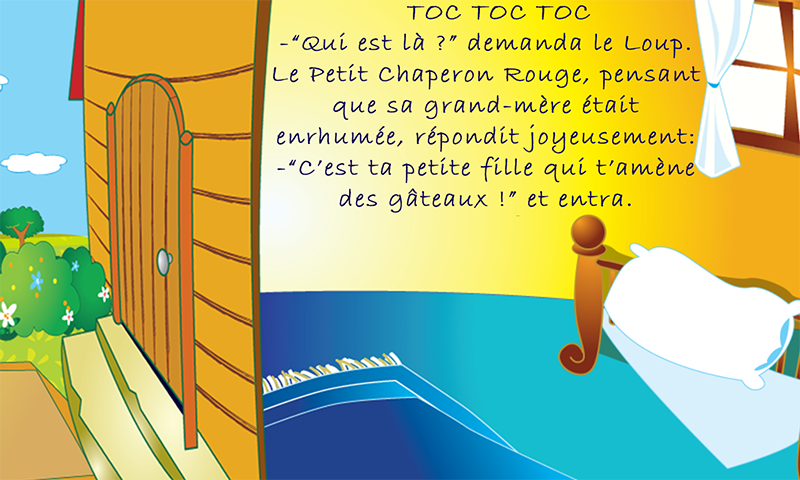 TOC TOC TOC
-“Qui est là ?” demanda le Loup.
Le Petit Chaperon Rouge, pensant
que sa grand-mère était
enrhumée, répondit joyeusement:
-“C’est ta petite fille qui t’amène
des gâteaux !” et entra.